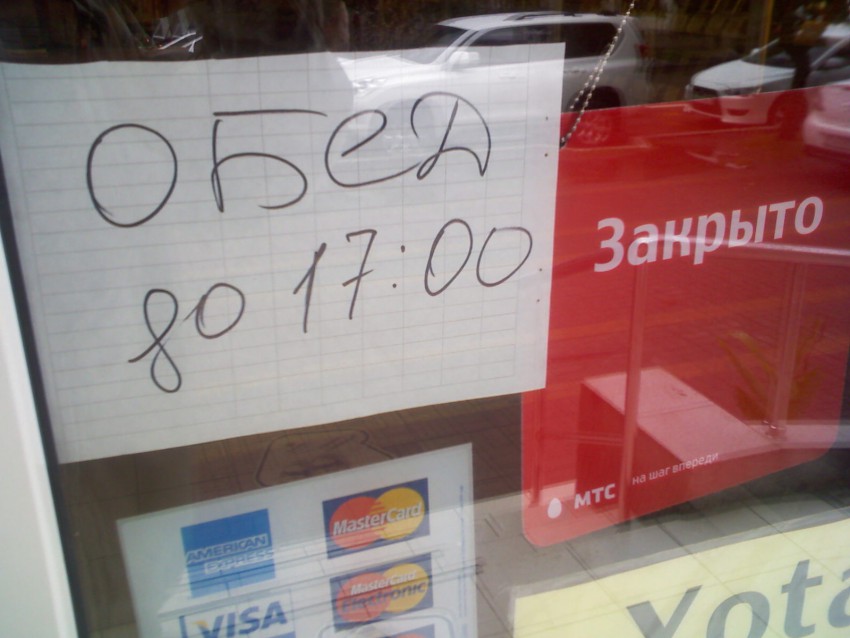 ОБед
до 17:00
Закрыто
мтс
на шаг впереди
AMERICAN
EXPRESS
MasterCard
MasterCard
Electronic
VISA
Yota